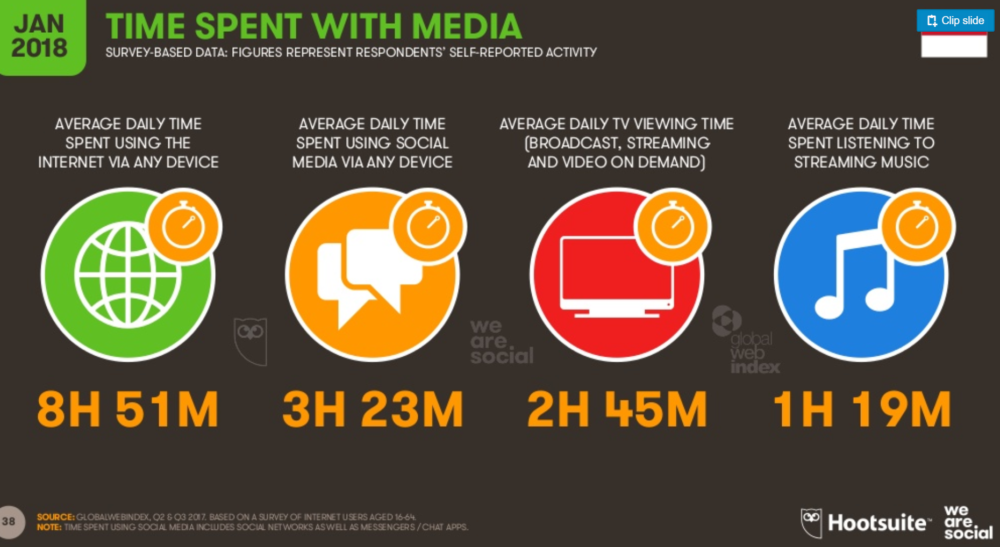 JAN
2018
TIME SPENT WITH MEDIA
SURVEY-BASED DATA: FIGURES REPRESENT RESPONDENTS' SELF-REPORTED ACTIVITY
Clip slide
AVERAGE DAILY TIME
SPENT USING THE
INTERNET VIA ANY DEVICE
8H 51M
AVERAGE DAILY TIME
SPENT USING SOCIAL
MEDIA VIA ANY DEVICE
3H 23M
AVERAGE DAILY TV VIEWING TIME
(BROADCAST, STREAMING
AND VIDEO ON DEMAND)
2H 45M
AVERAGE DAILY TIME
SPENT LISTENING TO
STREAMING MUSIC
1H 19M
we
are
social
global
web
index
38
SOURCE: GLOBALWEBINDEX, Q2 & Q3 2017. BASED ON A SURVEY OF INTERNET USERS AGED 16-64.
NOTE: TIME SPENT USING SOCIAL MEDIA INCLUDES SOCIAL NETWORKS AS WELL AS MESSENGERS / CHAT APPS.
Hootsuite™
we
are
social